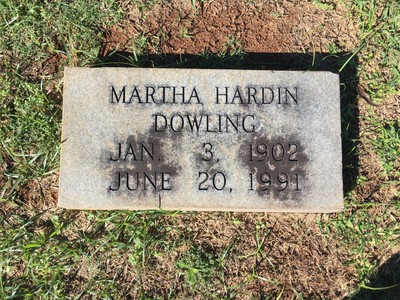 MARTHA HARDIN
DOWLING
JAN. 3, 1902
JUNE 20, 1991